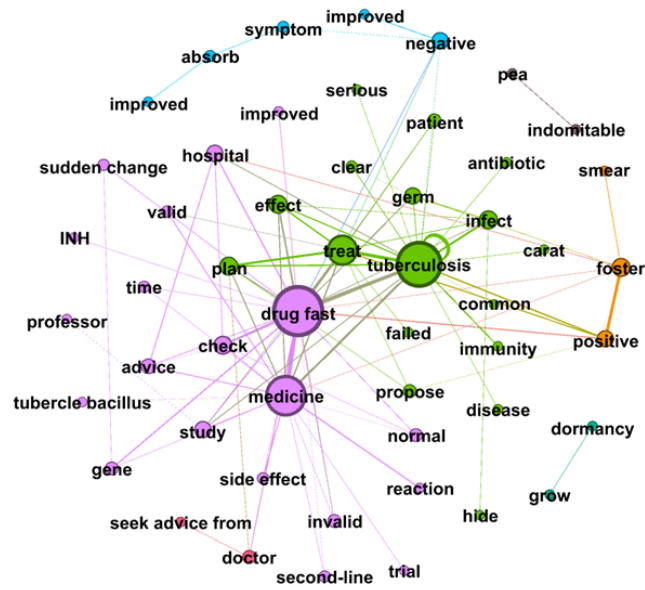 improved
symptom
negative
absorb
pea
serious
improved
improved
patient
indomitable
hospital
clear
antibiotic
smear
sudden change
germ
effect
valid
infect
INH
treat
carat
tuberculosis
plan
foster
time
common
drug fast
professor
failed
positive
check
immunity
advice
propose
medicine
tubercle bacillus
disease
study
normal
dormancy
gene
side effect
reaction
grow
seek advice from
invalid
hide
doctor
second-line
trial